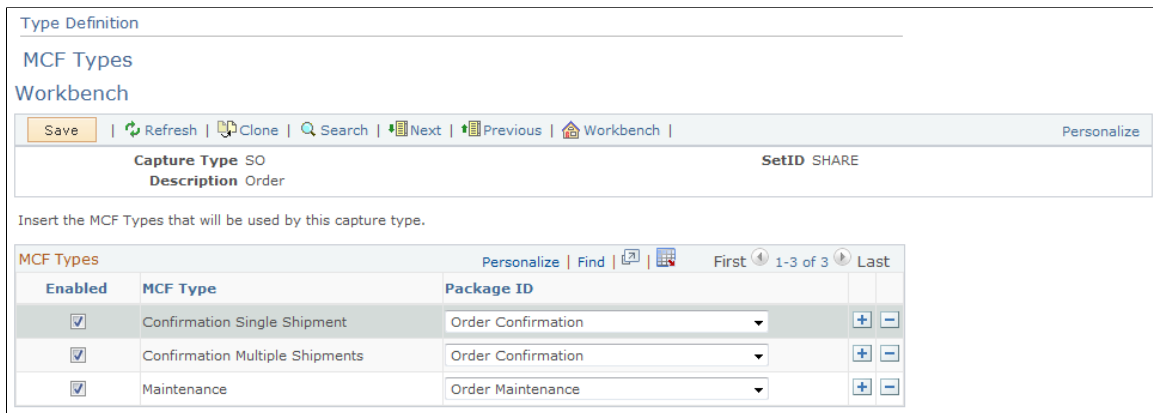 Type Definition
MCF Types
Workbench
Save | Refresh | Clone | Search | Next | Previous | Workbench | Personalize
Capture Type SO SetID SHARE
Description Order
Insert the MCF Types that will be used by this capture type.
MCF Types Personalize | Find | | First 1-3 of 3 Last
Enabled MCF Type Package ID
Confirmation Single Shipment Order Confirmation
Confirmation Multiple Shipments Order Confirmation
Maintenance Order Maintenance